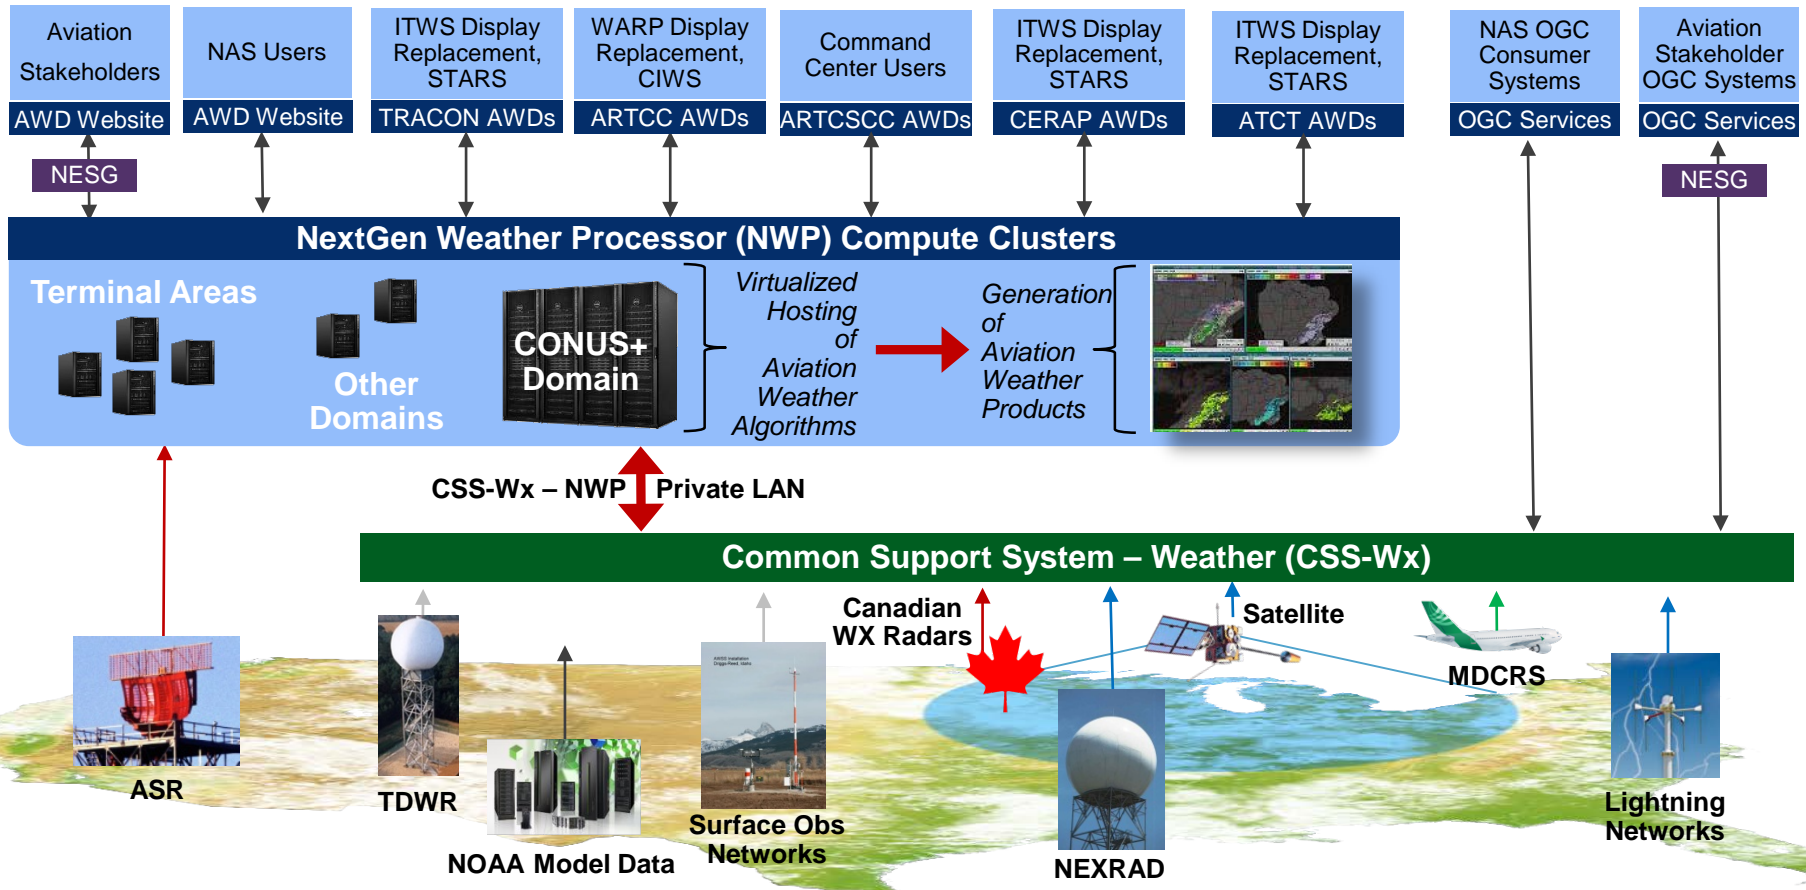 Aviation
Stakeholders
AWD Website
NESG
NAS Users
AWD Website
ITWS Display
Replacement,
STARS
TRACON AWDs
WARP Display
Replacement,
CIWS
ARTCC AWDs
Command
Center Users
ARTCSCC AWDs
ITWS Display
Replacement,
STARS
CERAP AWDs
ITWS Display
Replacement,
STARS
ATCT AWDs
NAS OGC
Consumer
Systems
OGC Services
Aviation
Stakeholder
OGC Systems
OGC Services
NESG
NextGen Weather Processor (NWP) Compute Clusters
Terminal Areas
Other
Domains
CONUS+
Domain
Virtualized
Hosting
of
Aviation
Weather
Algorithms
Generation
of
Aviation
Weather
Products
CSS-Wx – NWP Private LAN
Common Support System – Weather (CSS-Wx)
ASR
TDWR
NOAA Model Data
AWSS Installation
Driggs-Reed, Idaho
Surface Obs
Networks
Canadian
WX Radars
NEXRAD
Satellite
MDCRS
Lightning
Networks